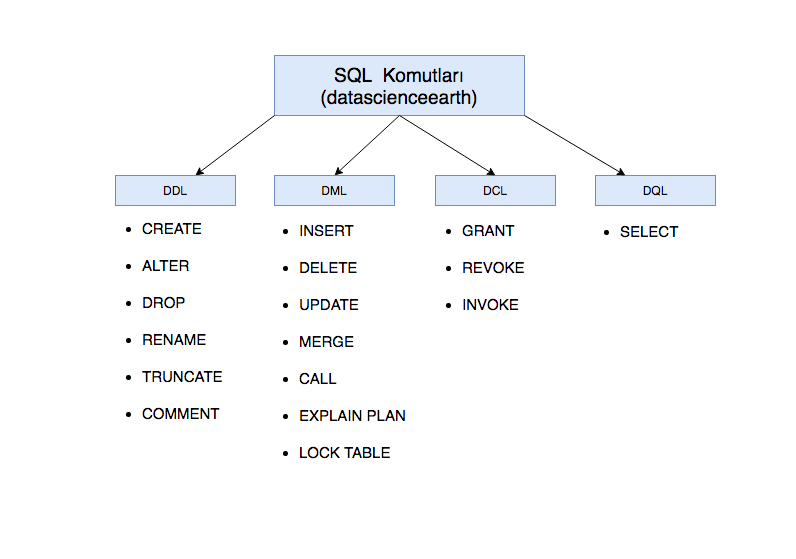 SQL Komutları
(datascienceearth)
DDL
• CREATE
• ALTER
• DROP
• RENAME
• TRUNCATE
• COMMENT
DML
• INSERT
• DELETE
• UPDATE
• MERGE
• CALL
• EXPLAIN PLAN
• LOCK TABLE
DCL
• GRANT
• REVOKE
• INVOKE
DQL
• SELECT